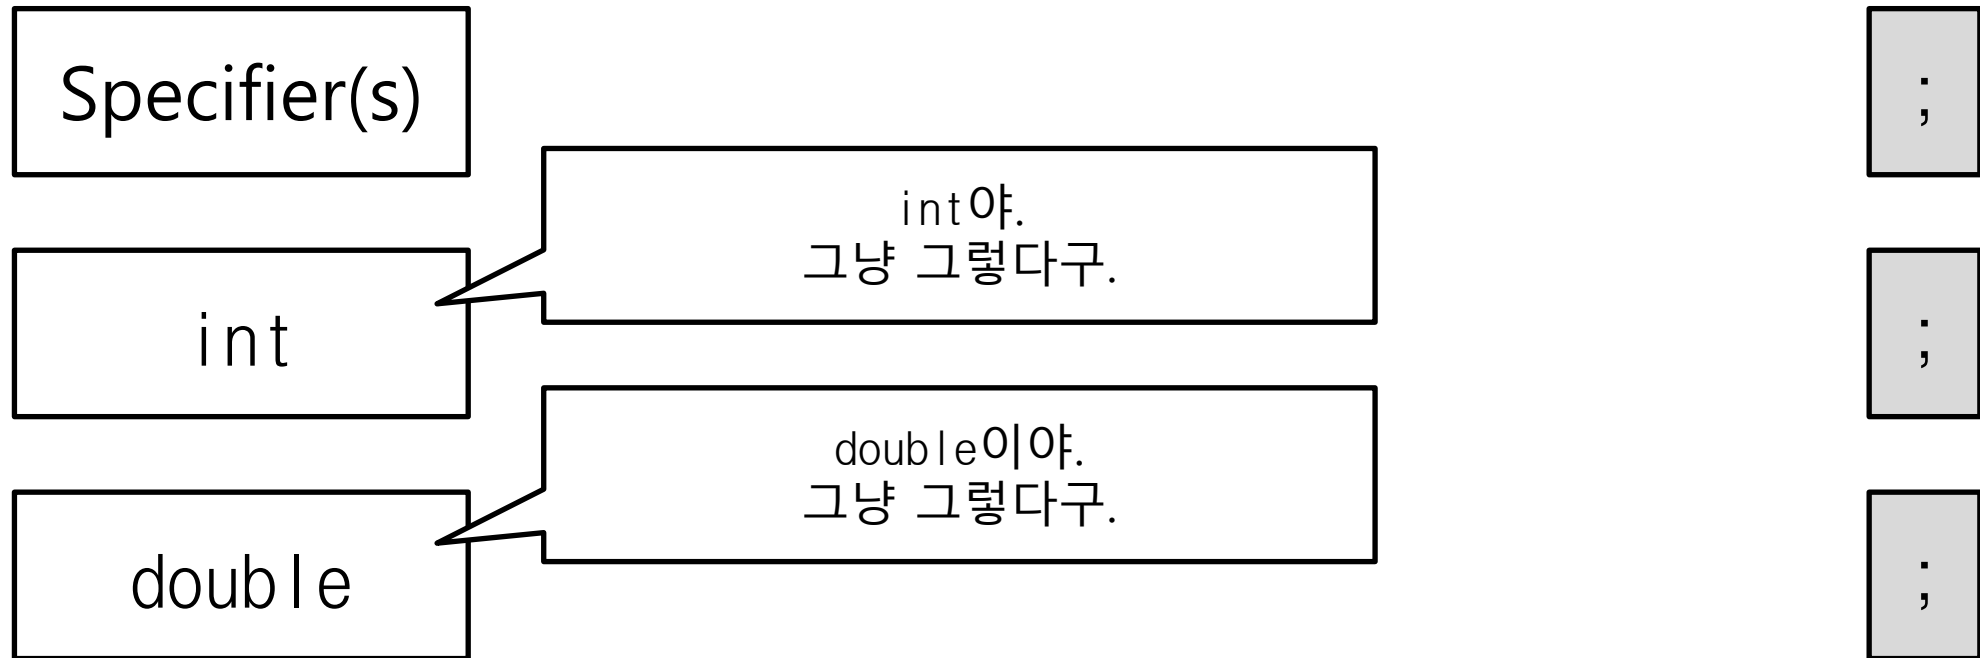 Specifier(s)
;
int야.
그냥 그렇다구.
int
;
double이야.
그냥 그렇다구.
double
;